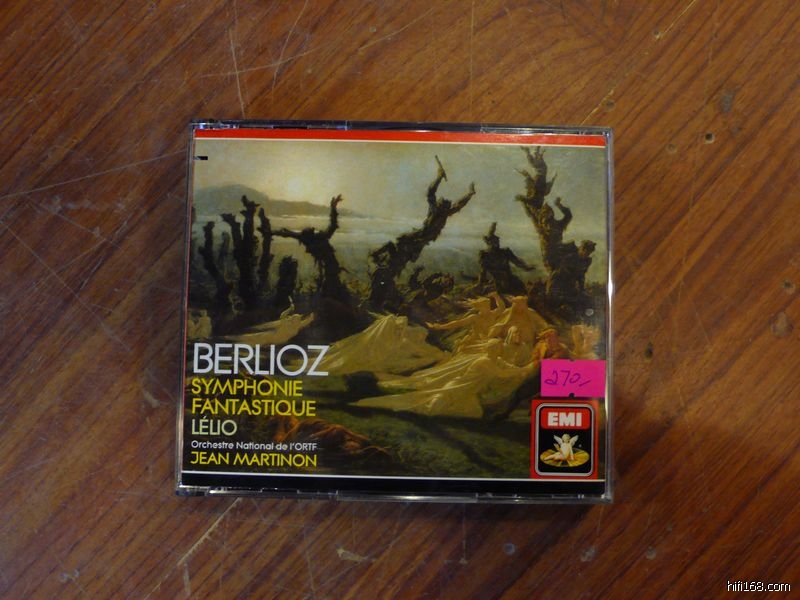 BERLIOZ
SYMPHONIE
FANTASTIQUE
LÉLIO
Orchestre National de l'ORTF
JEAN MARTINON
270,-
EMI
hifi168.com